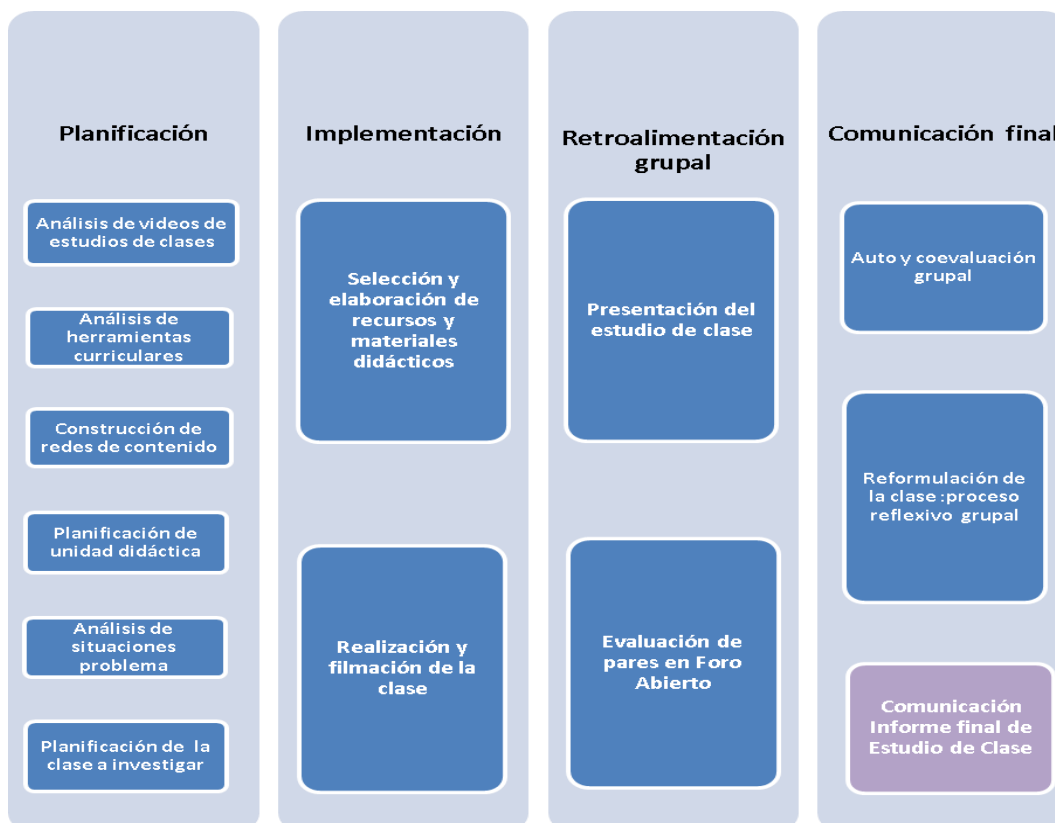 Planificación
Análisis de videos de
estudios de clases
Análisis de
herramientas
curriculares
Construcción de
redes de contenido
Planificación de
unidad didáctica
Análisis de
situaciones
problema
Planificación de la
clase a investigar
Implementación
Selección y
elaboración de
recursos y
materiales
didácticos
Realización y
filmación de la
clase
Retroalimentación
grupal
Presentación del
estudio de clase
Evaluación de
pares en Foro
Abierto
Comunicación final
Auto y coevaluación
grupal
Reformulación de
la clase :proceso
reflexivo grupal
Comunicación
Informe final de
Estudio de Clase